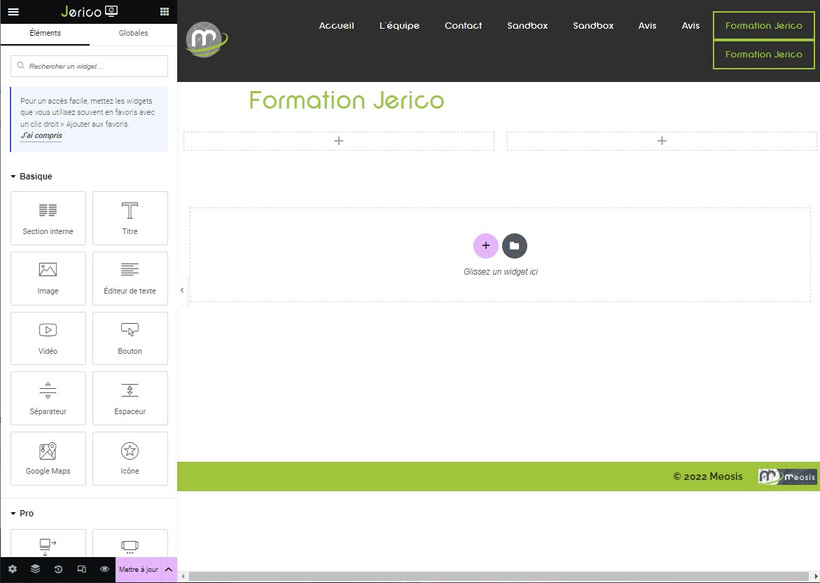 Jerico
Éléments
Globales
Rechercher un widget...
Pour un accès facile, mettez les widgets
que vous utilisez souvent en favoris avec
un clic droit > Ajouter aux favoris.
J'ai compris
Basique
Section interne
Titre
Image
Éditeur de texte
Vidéo
Bouton
Séparateur
Espaceur
Google Maps
Icône
Pro
Mettre à jour
m
Accueil
L'équipe
Contact
Sandbox
Sandbox
Avis
Avis
Formation Jerico
Formation Jerico
Formation Jerico
Glissez un widget ici
© 2022 Meosis
m meosis